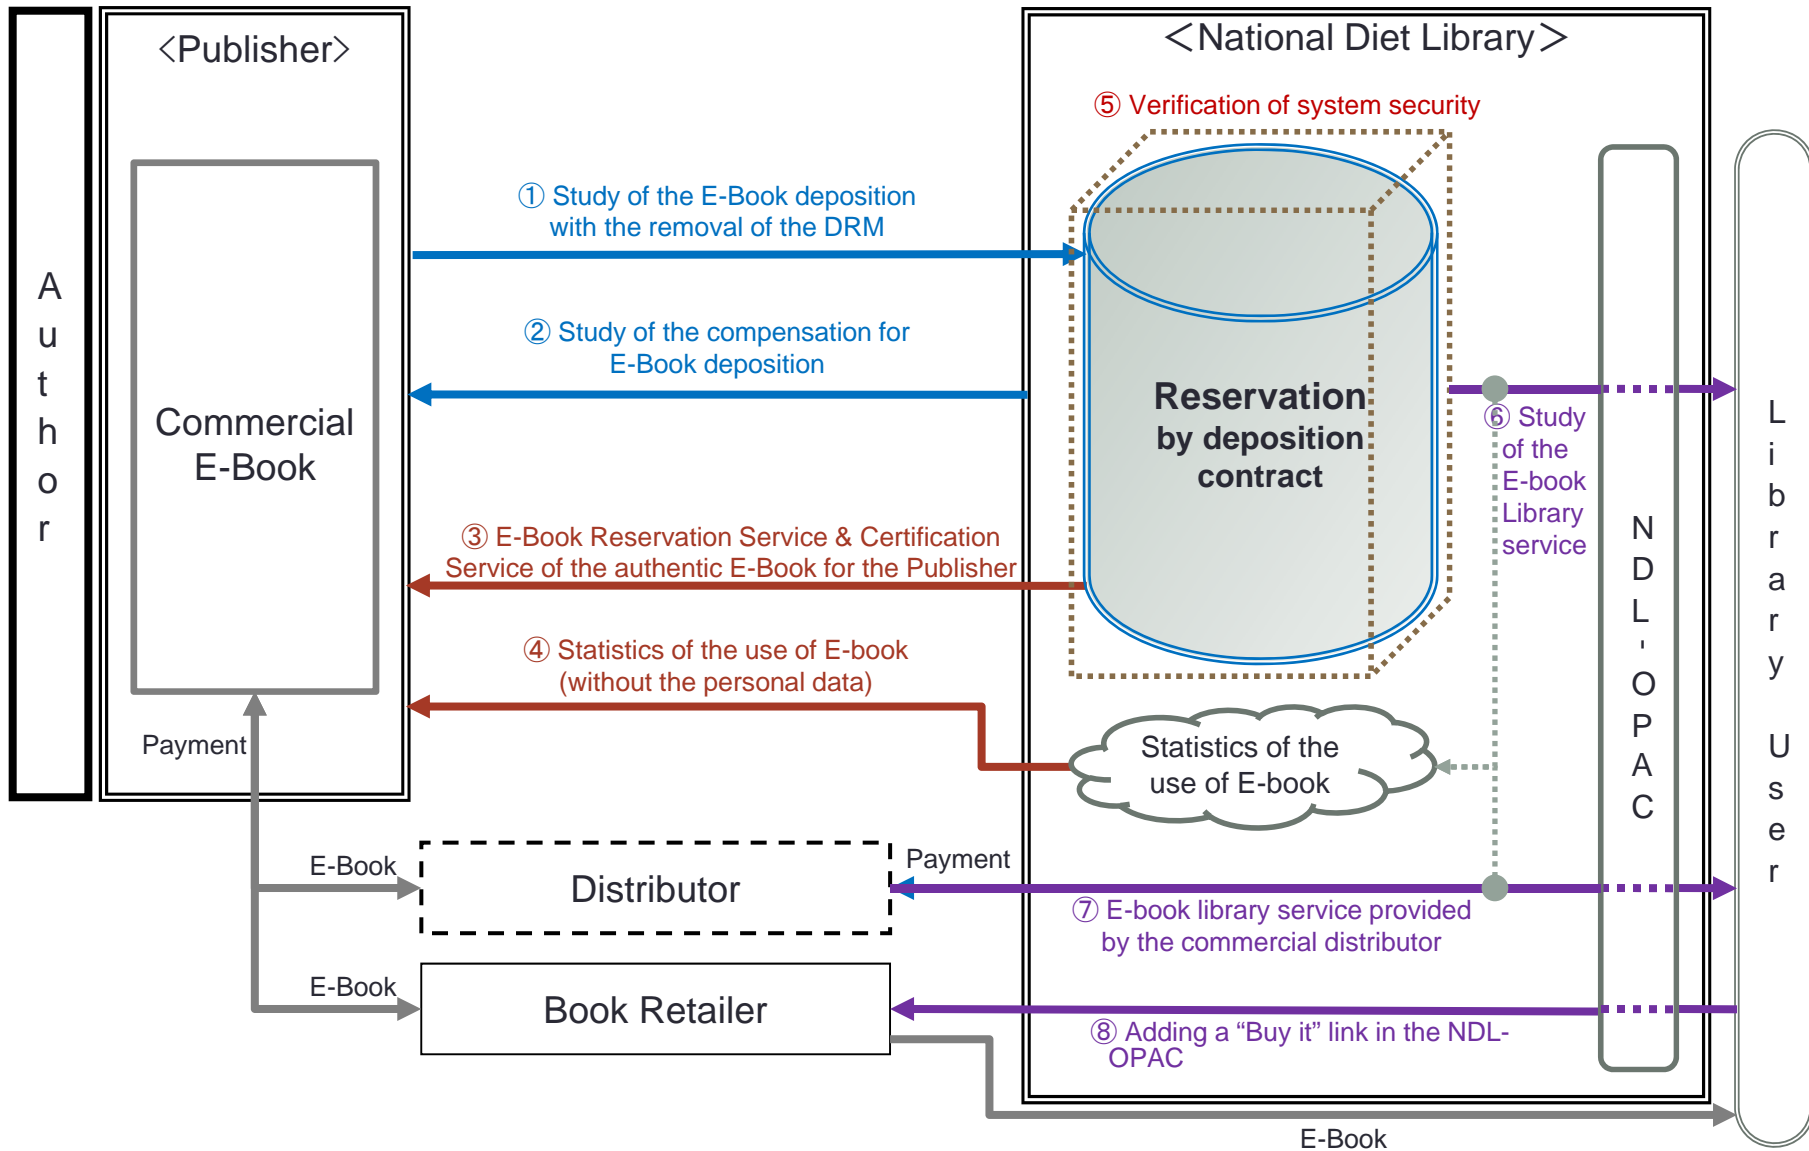 <Publisher>
<National Diet Library>
Author
Commercial
E-Book
① Study of the E-Book deposition
with the removal of the DRM
② Study of the compensation for
E-Book deposition
③ E-Book Reservation Service & Certification
Service of the authentic E-Book for the Publisher
④ Statistics of the use of E-book
(without the personal data)
⑤ Verification of system security
Reservation
by deposition
contract
⑥ Study
of the
E-book
Library
service
NDL-OPAC
Library User
Statistics of the
use of E-book
Payment
E-Book
Distributor
Payment
⑦ E-book library service provided
by the commercial distributor
E-Book
Book Retailer
⑧ Adding a “Buy it” link in the NDL-
OPAC
E-Book